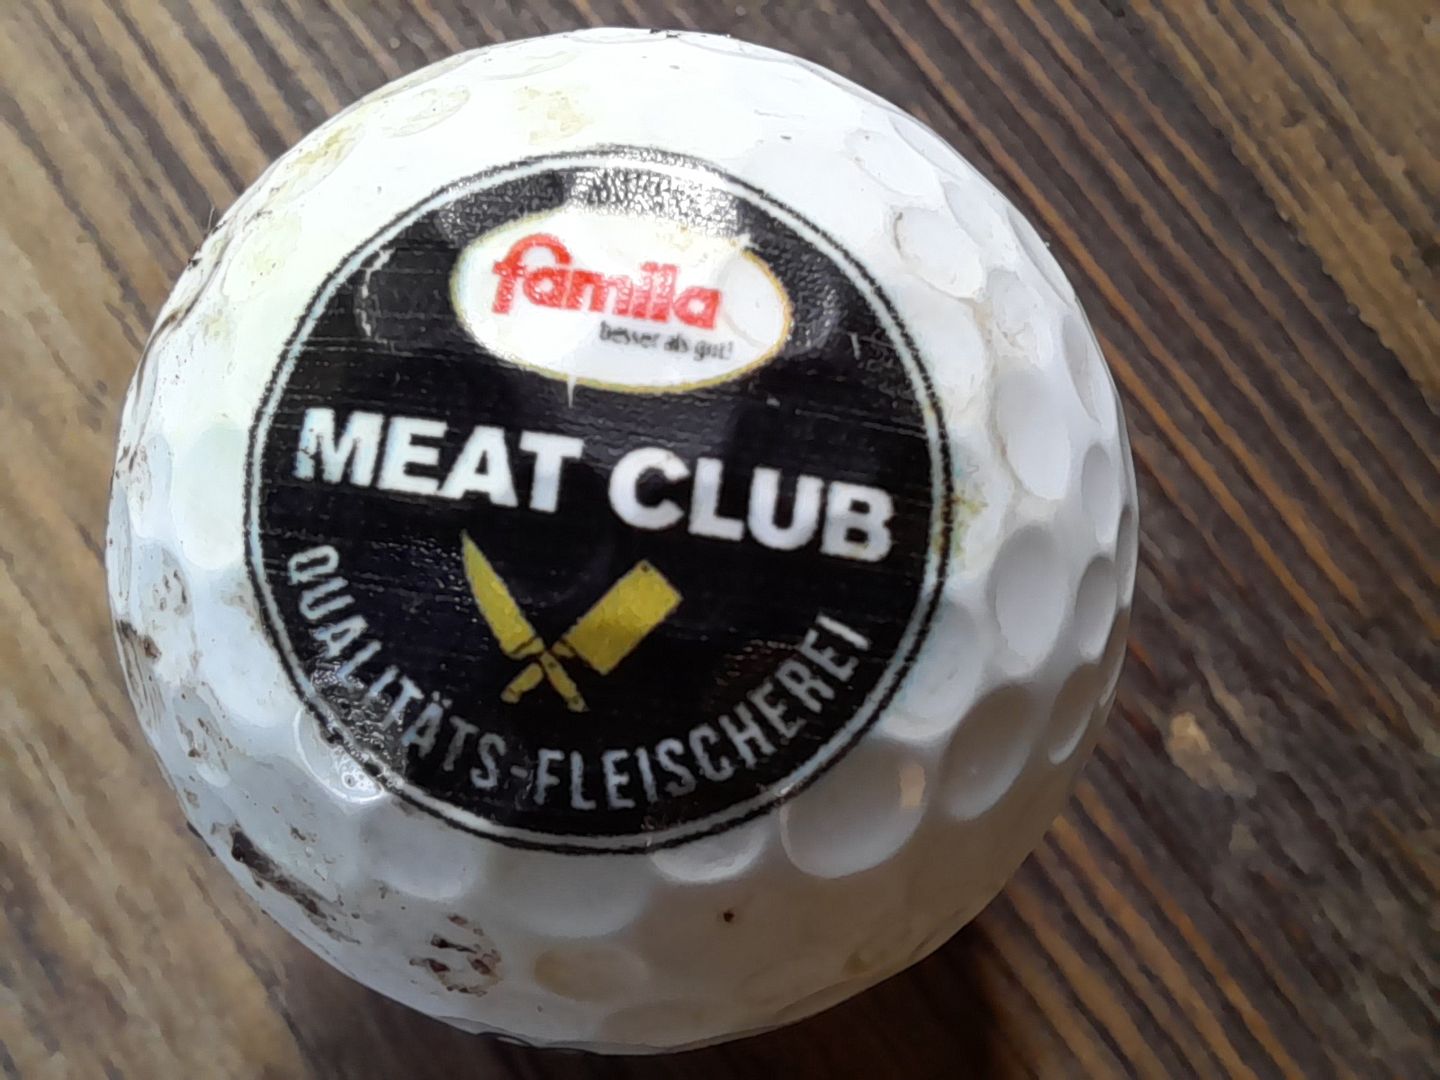 famila
besser als gut!
MEAT CLUB
QUALITÄTS-FLEISCHEREI